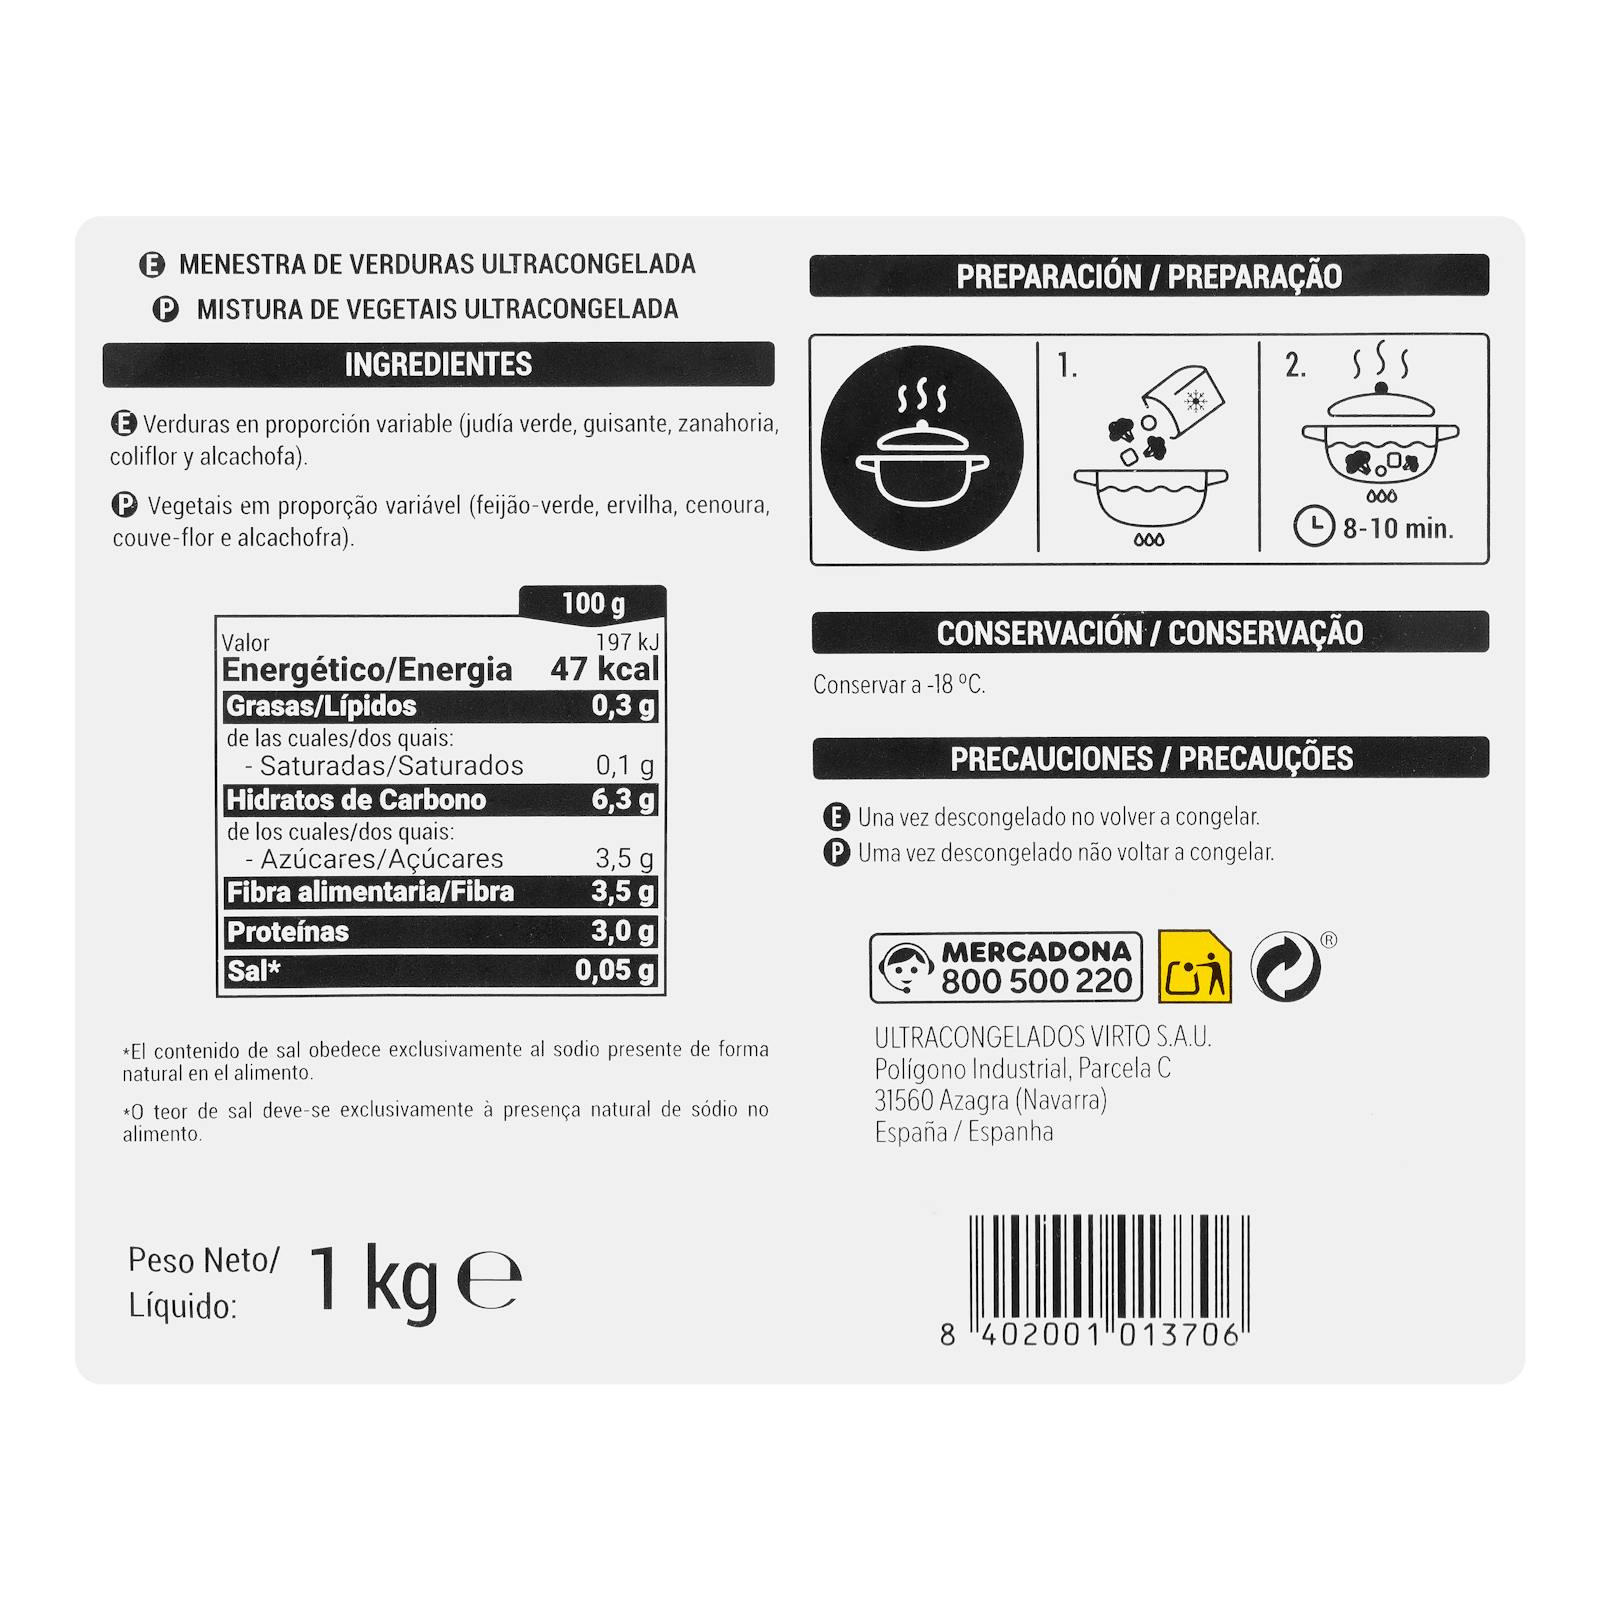 E MENESTRA DE VERDURAS ULTRACONGELADA
P MISTURA DE VEGETAIS ULTRACONGELADA
INGREDIENTES
E Verduras en proporción variable (judía verde, guisante, zanahoria,
coliflor y alcachofa).
P Vegetais em proporção variável (feijão-verde, ervilha, cenoura,
couve-flor e alcachofra).
100 g
Valor 197 kJ
Energético/Energia 47 kcal
Grasas/Lípidos 0,3 g
de las cuales/dos quais:
- Saturadas/Saturados 0,1 g
Hidratos de Carbono 6,3 g
de los cuales/dos quais:
- Azúcares/Açúcares 3,5 g
Fibra alimentaria/Fibra 3,5 g
Proteínas 3,0 g
Sal* 0,05 g
*El contenido de sal obedece exclusivamente al sodio presente de forma
natural en el alimento.
*O teor de sal deve-se exclusivamente à presença natural de sódio no
alimento.
Peso Neto/
Líquido:
1 kg e
PREPARACIÓN / PREPARAÇÃO
1.
2.
8-10 min.
CONSERVACIÓN / CONSERVAÇÃO
Conservar a -18 ºC.
PRECAUCIONES / PRECAUÇÕES
E Una vez descongelado no volver a congelar.
P Uma vez descongelado não voltar a congelar.
MERCADONA
800 500 220
®
ULTRACONGELADOS VIRTO S.A.U.
Polígono Industrial, Parcela C
31560 Azagra (Navarra)
España / Espanha
8 402001 013706